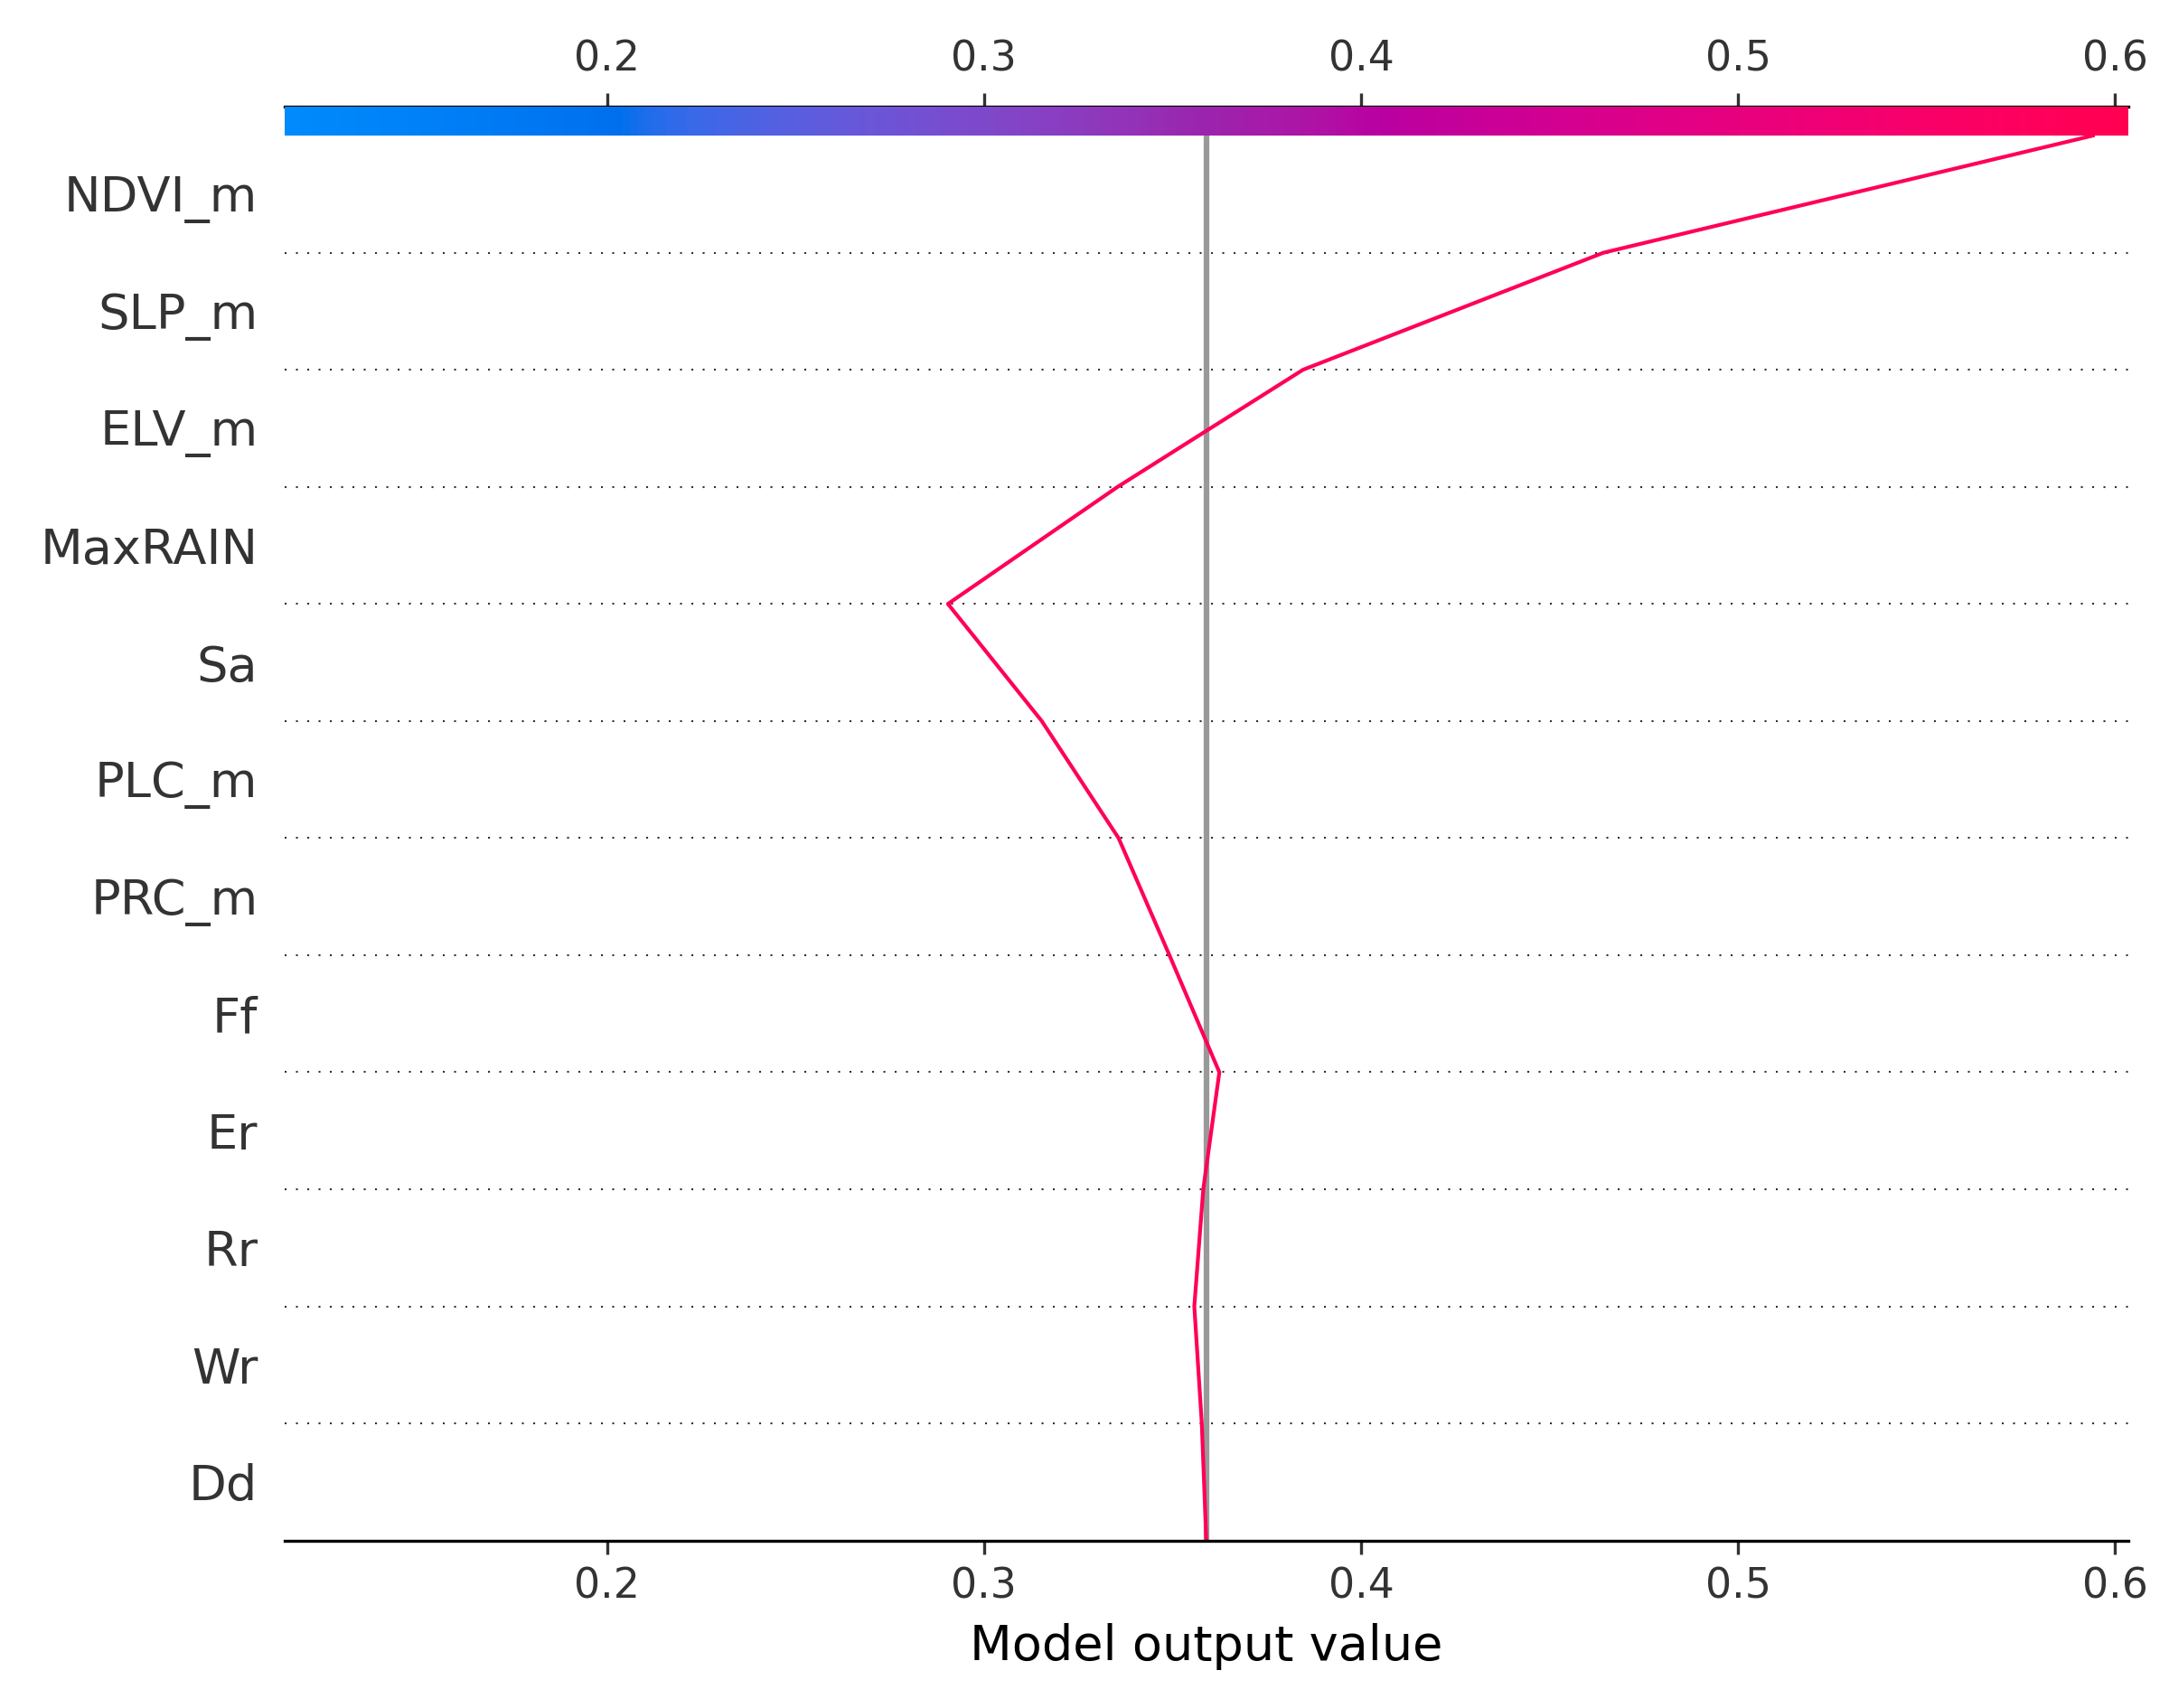 0.2 0.3 0.4 0.5 0.6
NDVI_m
SLP_m
ELV_m
MaxRAIN
Sa
PLC_m
PRC_m
Ff
Er
Rr
Wr
Dd
0.2 0.3 0.4 0.5 0.6
Model output value